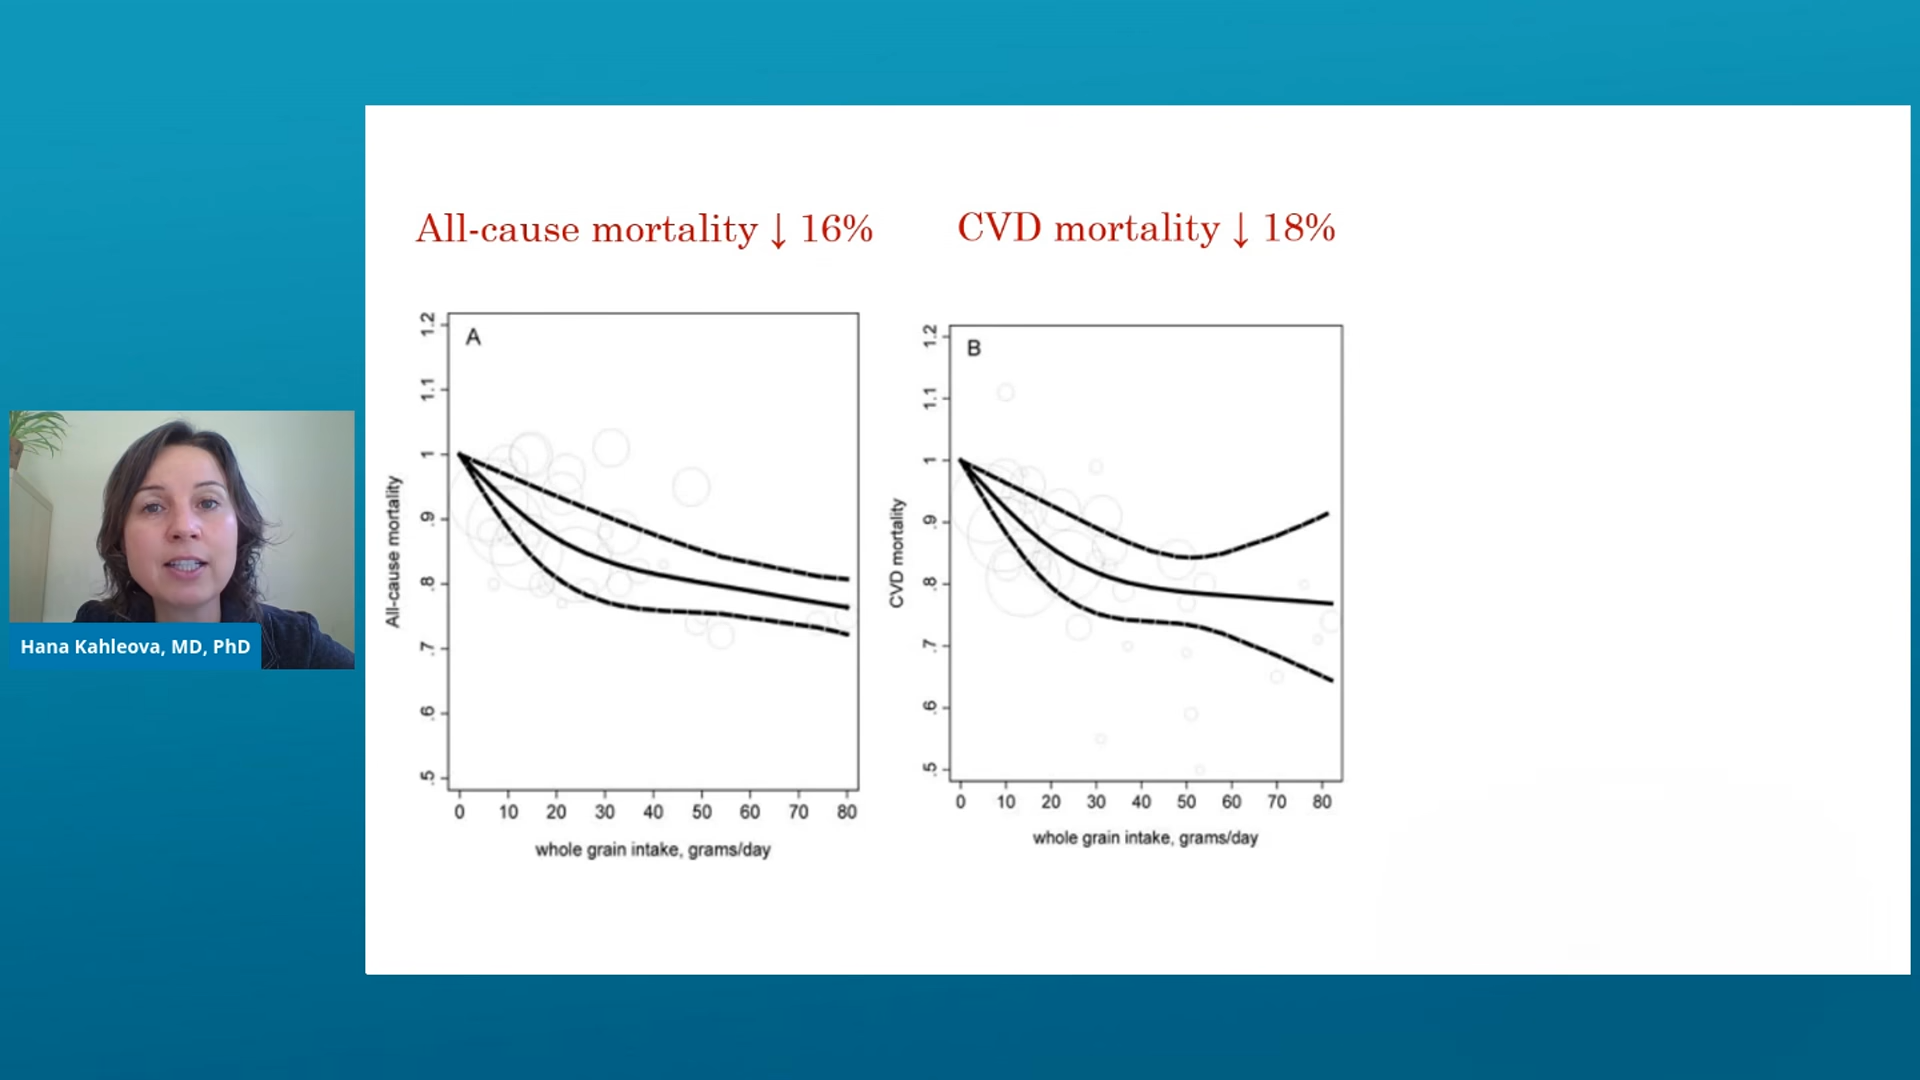 All-cause mortality ↓ 16%
CVD mortality ↓ 18%
A
1.2
1.1
1
.9
.8
.7
.6
.5
All-cause mortality
0 10 20 30 40 50 60 70 80
whole grain intake, grams/day
B
1.2
1.1
1
.9
.8
.7
.6
.5
CVD mortality
0 10 20 30 40 50 60 70 80
whole grain intake, grams/day
Hana Kahleova, MD, PhD